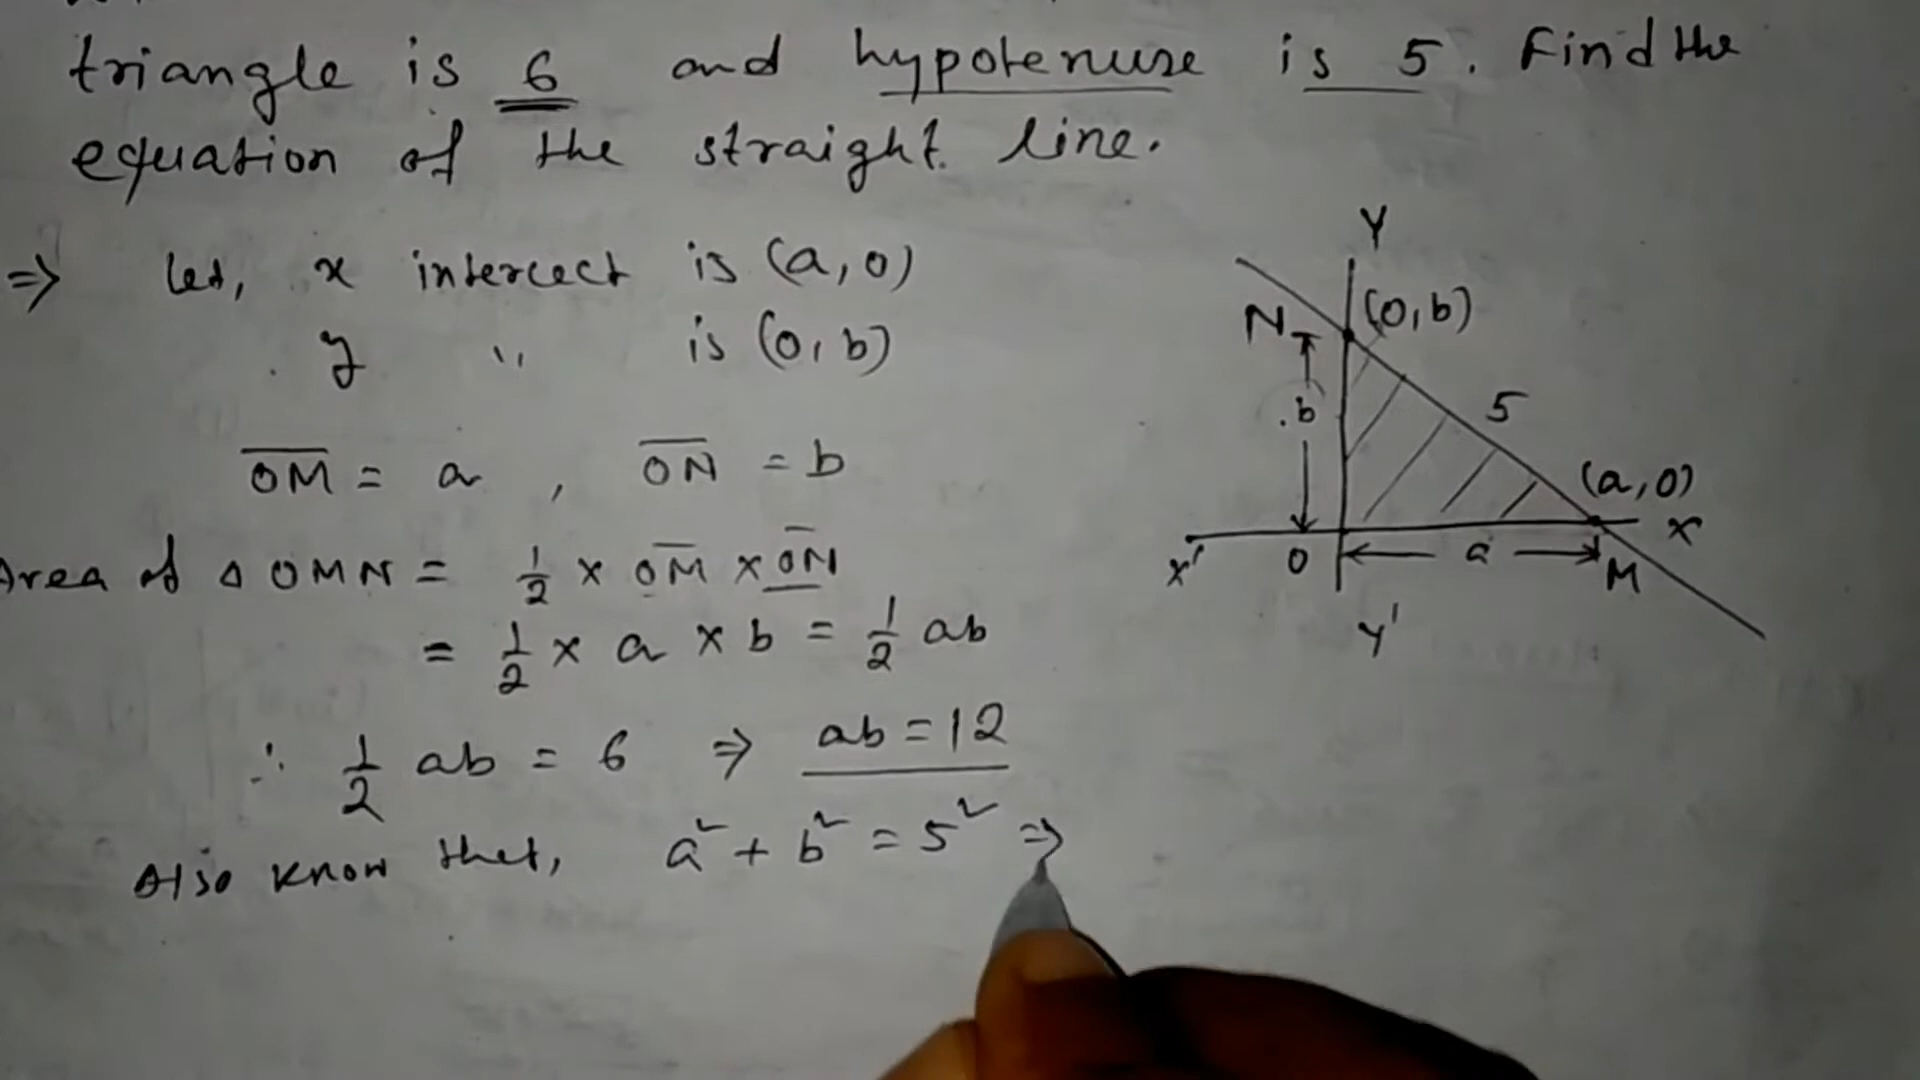 triangle is 6 and hypotenuse is 5. Find the
equation of the straight line.
⇒ let, x intercect is (a,0)
y " is (0,b)
OM = a , ON = b
Area of △ OMN = 1/2 × OM × ON
= 1/2 × a × b = 1/2 ab
∴ 1/2 ab = 6 ⇒ ab = 12
Also know that, a² + b² = 5² ⇒
Y
N (0,b)
b 5
(a,0)
X' O a M X
Y'